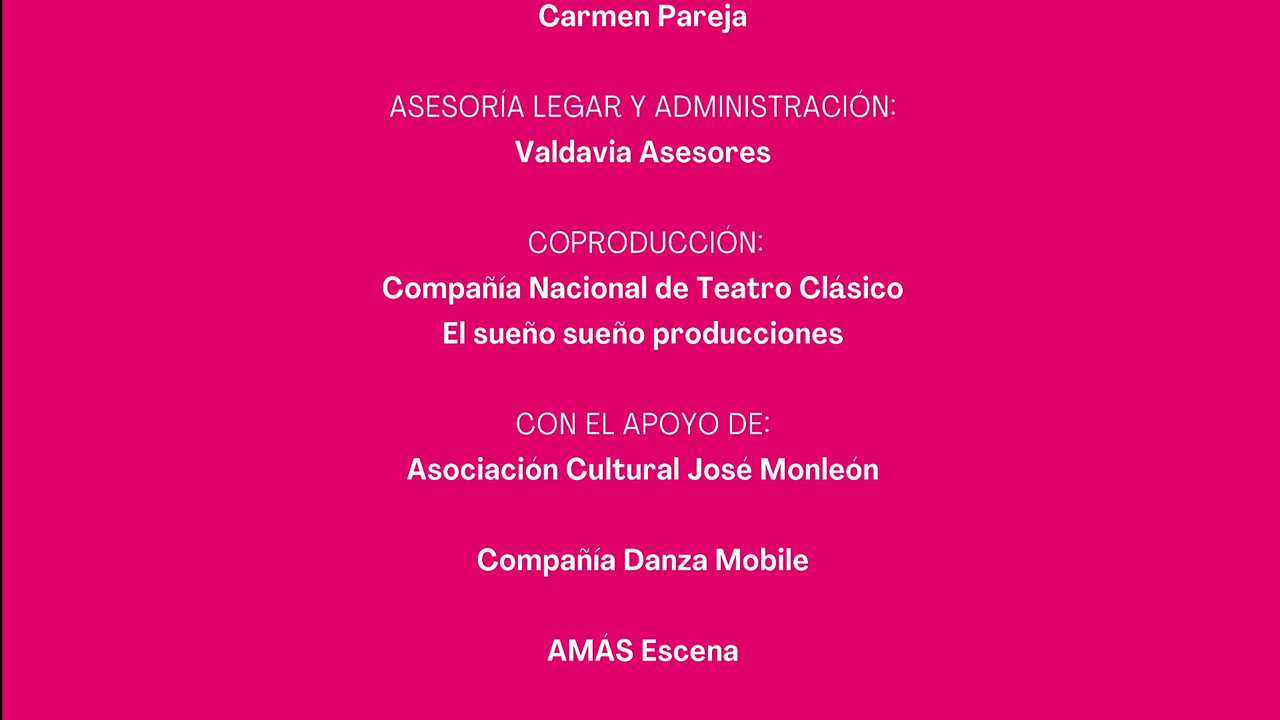 Carmen Pareja
ASESORÍA LEGAR Y ADMINISTRACIÓN:
Valdavia Asesores
COPRODUCCIÓN:
Compañía Nacional de Teatro Clásico
El sueño sueño producciones
CON EL APOYO DE:
Asociación Cultural José Monleón
Compañía Danza Mobile
AMÁS Escena